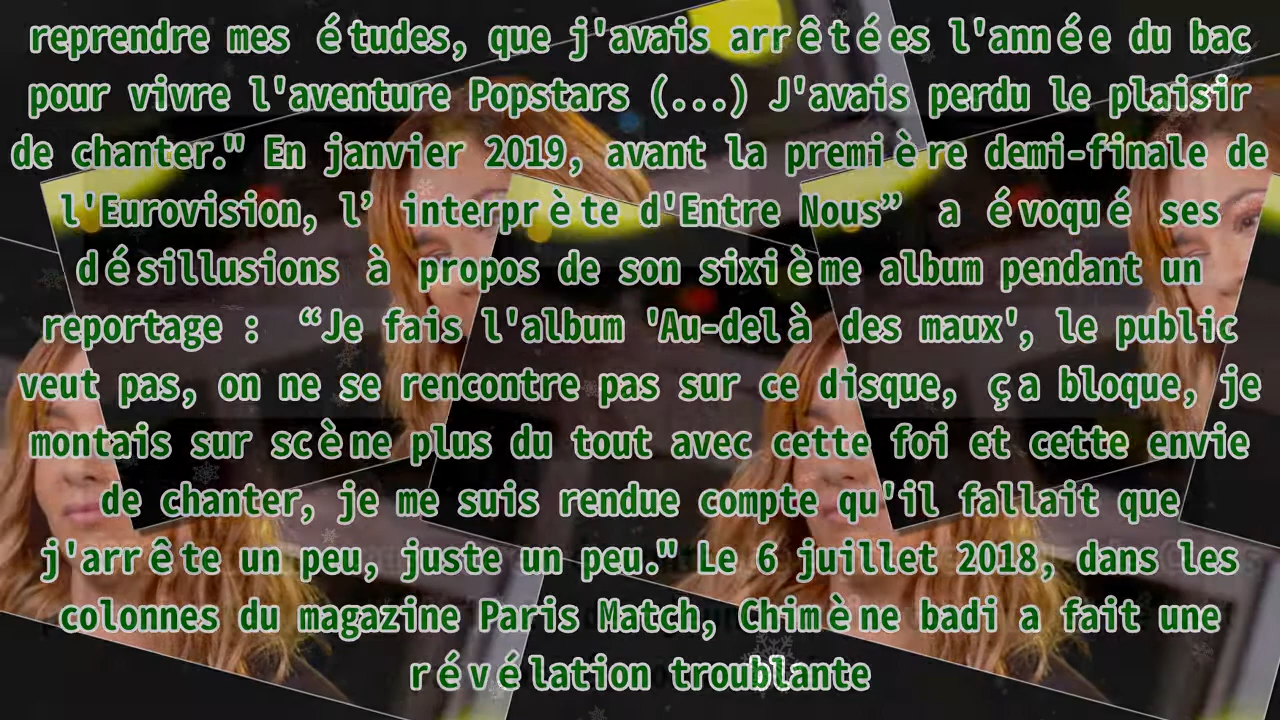 reprendre mes études, que j'avais arrêtées l'année du bac
pour vivre l'aventure Popstars (...) J'avais perdu le plaisir
de chanter." En janvier 2019, avant la première demi-finale de
l'Eurovision, l’ interprète d'Entre Nous” a évoqué ses
désillusions à propos de son sixième album pendant un
reportage : “Je fais l'album 'Au-delà des maux', le public
veut pas, on ne se rencontre pas sur ce disque, ça bloque, je
montais sur scène plus du tout avec cette foi et cette envie
de chanter, je me suis rendue compte qu'il fallait que
j'arrête un peu, juste un peu." Le 6 juillet 2018, dans les
colonnes du magazine Paris Match, Chimène badi a fait une
révélation troublante